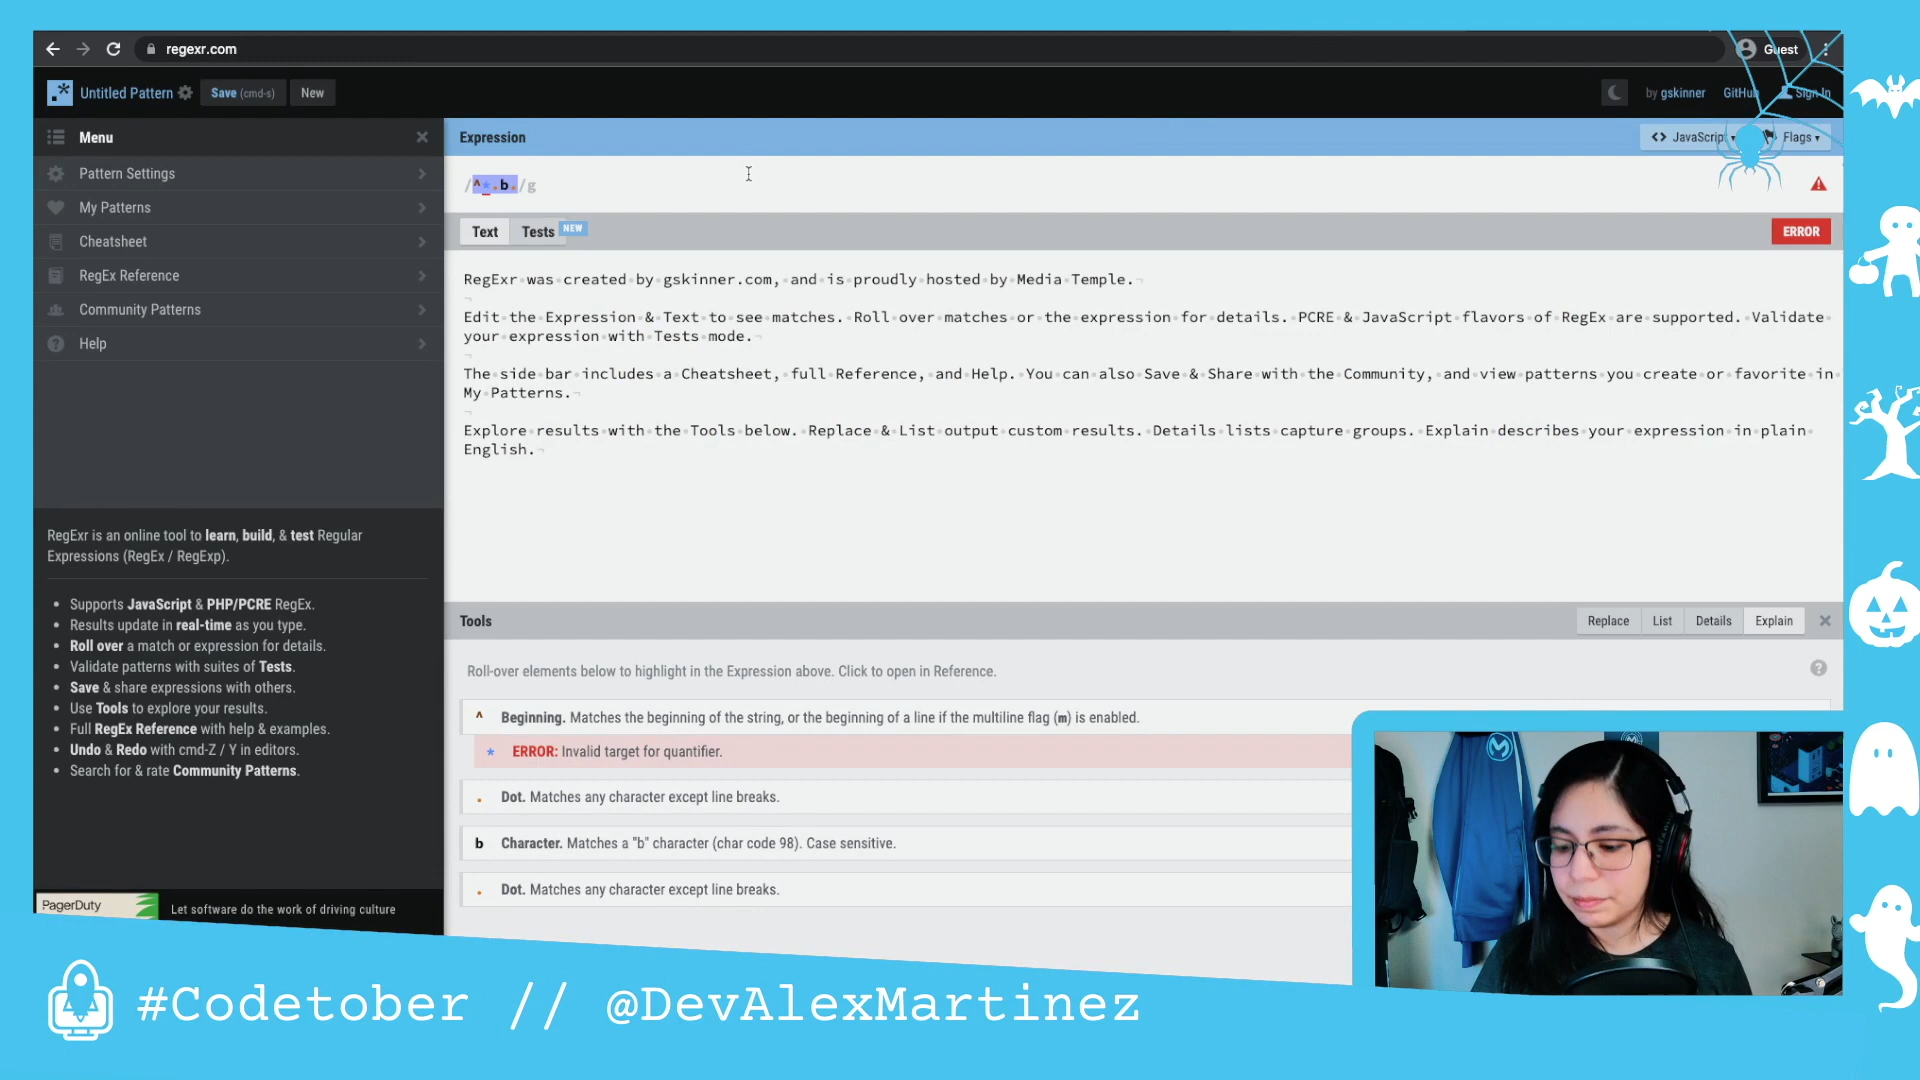 regexr.com
Guest
Untitled Pattern
Save (cmd-s)
New
by gskinner
GitHub
Sign In
Menu
Pattern Settings
My Patterns
Cheatsheet
RegEx Reference
Community Patterns
Help
RegExr is an online tool to learn, build, & test Regular
Expressions (RegEx / RegExp).
• Supports JavaScript & PHP/PCRE RegEx.
• Results update in real-time as you type.
• Roll over a match or expression for details.
• Validate patterns with suites of Tests.
• Save & share expressions with others.
• Use Tools to explore your results.
• Full RegEx Reference with help & examples.
• Undo & Redo with cmd-Z / Y in editors.
• Search for & rate Community Patterns.
PagerDuty
Let software do the work of driving culture
Expression
<> JavaScript
Flags
/^*.b./g
Text
Tests
NEW
ERROR
RegExr was created by gskinner.com, and is proudly hosted by Media Temple.
Edit the Expression & Text to see matches. Roll over matches or the expression for details. PCRE & JavaScript flavors of RegEx are supported. Validate
your expression with Tests mode.
The side bar includes a Cheatsheet, full Reference, and Help. You can also Save & Share with the Community, and view patterns you create or favorite in
My Patterns.
Explore results with the Tools below. Replace & List output custom results. Details lists capture groups. Explain describes your expression in plain
English.
Tools
Replace
List
Details
Explain
Roll-over elements below to highlight in the Expression above. Click to open in Reference.
^ Beginning. Matches the beginning of the string, or the beginning of a line if the multiline flag (m) is enabled.
* ERROR: Invalid target for quantifier.
. Dot. Matches any character except line breaks.
b Character. Matches a "b" character (char code 98). Case sensitive.
. Dot. Matches any character except line breaks.
#Codetober // @DevAlexMartinez